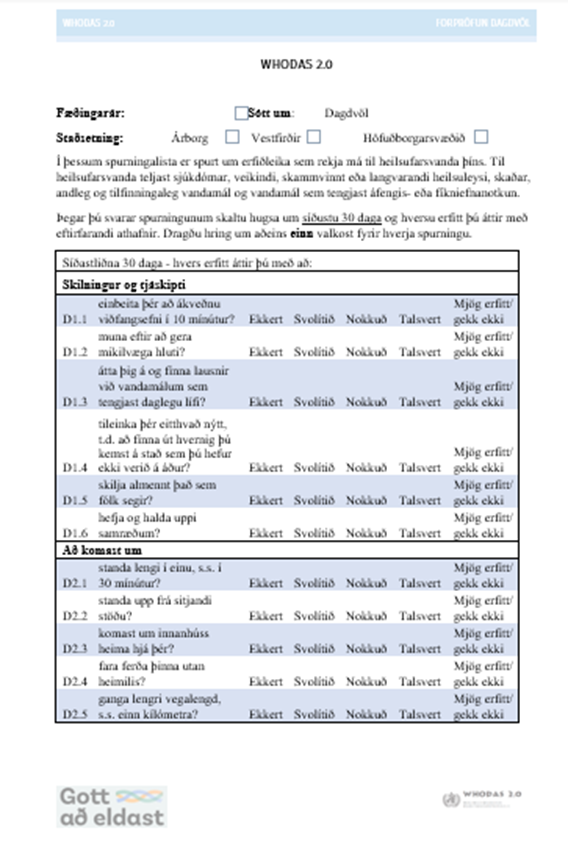 WHODAS 2.0 FORPRÓFUN DAGDVÖL
WHODAS 2.0
Fæðingarár: Sótt um: Dagdvöl
Staðsetning: Árborg Vestfirðir Höfuðborgarsvæðið
Í þessum spurningalista er spurt um erfiðleika sem rekja má til heilsufarsvanda þíns. Til
heilsufarsvanda teljast sjúkdómar, veikindi, skammvinnt eða langvarandi heilsuleysi, skaðar,
andleg og tilfinningaleg vandamál og vandamál sem tengjast áfengis- eða fíkniefnanotkun.
Þegar þú svarar spurningunum skaltu hugsa um síðustu 30 daga og hversu erfitt þú áttir með
eftirfarandi athafnir. Dragðu hring um aðeins einn valkost fyrir hverja spurningu.
Síðastliðna 30 daga - hvers erfitt áttir þú með að:
Skilningur og tjáskipti
einbeita þér að ákveðnu Mjög erfitt/
D1.1 viðfangsefni í 10 mínútur? Ekkert Svolítið Nokkuð Talsvert gekk ekki
muna eftir að gera Mjög erfitt/
D1.2 mikilvæga hluti? Ekkert Svolítið Nokkuð Talsvert gekk ekki
átta þig á og finna lausnir
við vandamálum sem Mjög erfitt/
D1.3 tengjast daglegu lífi? Ekkert Svolítið Nokkuð Talsvert gekk ekki
tileinka þér eitthvað nýtt,
t.d. að finna út hvernig þú
kemst á stað sem þú hefur Mjög erfitt/
D1.4 ekki verið á áður? Ekkert Svolítið Nokkuð Talsvert gekk ekki
skilja almennt það sem Mjög erfitt/
D1.5 fólk segir? Ekkert Svolítið Nokkuð Talsvert gekk ekki
hefja og halda uppi Mjög erfitt/
D1.6 samræðum? Ekkert Svolítið Nokkuð Talsvert gekk ekki
Að komast um
standa lengi í einu, s.s. í Mjög erfitt/
D2.1 30 mínútur? Ekkert Svolítið Nokkuð Talsvert gekk ekki
standa upp frá sitjandi Mjög erfitt/
D2.2 stöðu? Ekkert Svolítið Nokkuð Talsvert gekk ekki
komast um innanhúss Mjög erfitt/
D2.3 heima hjá þér? Ekkert Svolítið Nokkuð Talsvert gekk ekki
fara ferða þinna utan Mjög erfitt/
D2.4 heimilis? Ekkert Svolítið Nokkuð Talsvert gekk ekki
ganga lengri vegalengd, Mjög erfitt/
D2.5 s.s. einn kílómetra? Ekkert Svolítið Nokkuð Talsvert gekk ekki
Gott
að eldast
WHODAS 2.0